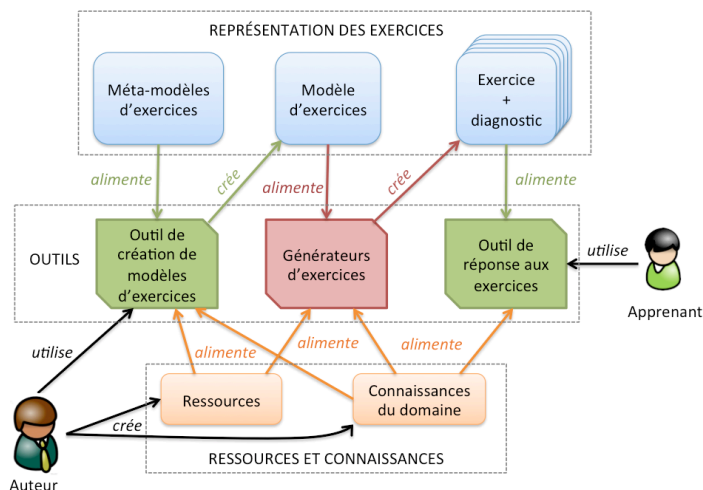 REPRÉSENTATION DES EXERCICES
Méta-modèles
d'exercices
Modèle
d'exercices
Exercice
+
diagnostic
alimente
crée
alimente
crée
alimente
OUTILS
Outil de
création de
modèles
d'exercices
Générateurs
d'exercices
Outil de
réponse aux
exercices
utilise
Apprenant
utilise
alimente
alimente
alimente
Ressources
Connaissances
du domaine
crée
RESSOURCES ET CONNAISSANCES
Auteur